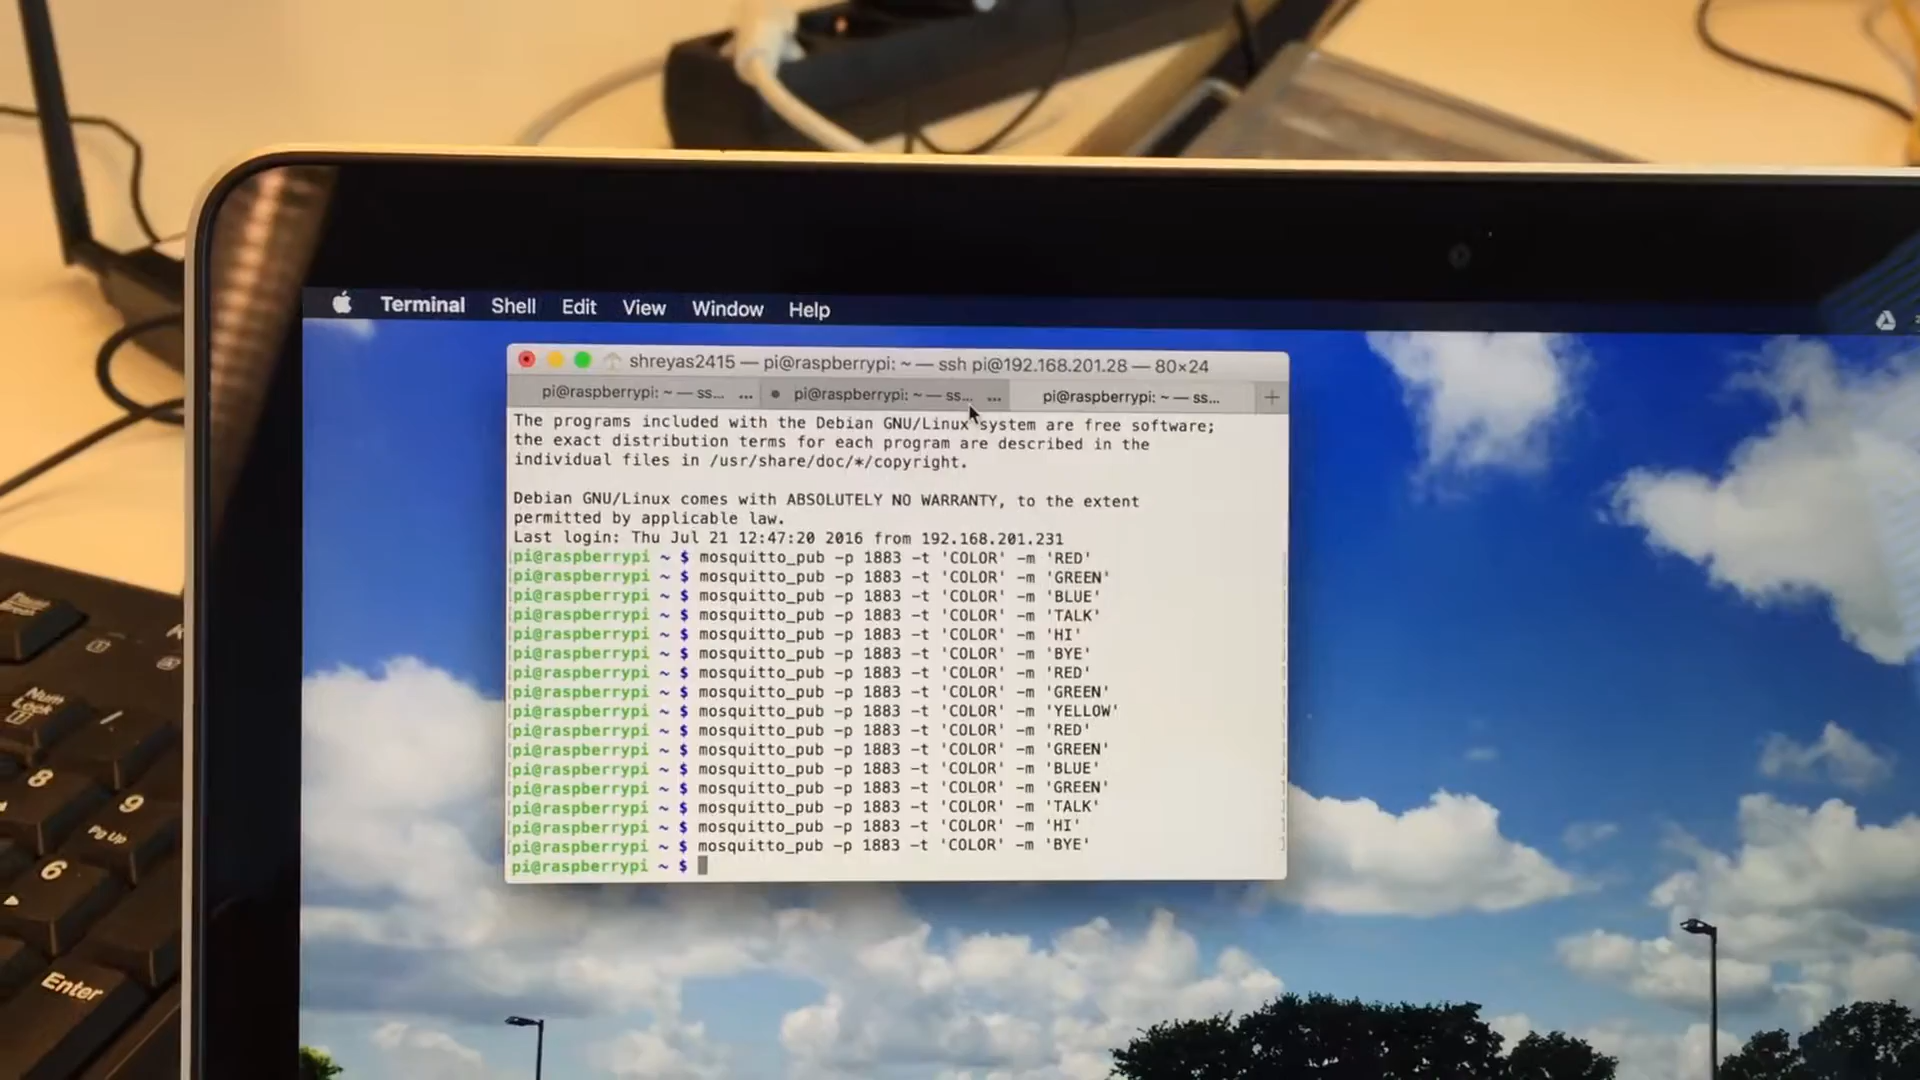 Terminal Shell Edit View Window Help
shreyas2415 — pi@raspberrypi: ~ — ssh pi@192.168.201.28 — 80×24
pi@raspberrypi: ~ — ss... ... pi@raspberrypi: ~ — ss... ... pi@raspberrypi: ~ — ss... +
The programs included with the Debian GNU/Linux system are free software;
the exact distribution terms for each program are described in the
individual files in /usr/share/doc/*/copyright.
Debian GNU/Linux comes with ABSOLUTELY NO WARRANTY, to the extent
permitted by applicable law.
Last login: Thu Jul 21 12:47:20 2016 from 192.168.201.231
pi@raspberrypi ~ $ mosquitto_pub -p 1883 -t 'COLOR' -m 'RED'
pi@raspberrypi ~ $ mosquitto_pub -p 1883 -t 'COLOR' -m 'GREEN'
pi@raspberrypi ~ $ mosquitto_pub -p 1883 -t 'COLOR' -m 'BLUE'
pi@raspberrypi ~ $ mosquitto_pub -p 1883 -t 'COLOR' -m 'TALK'
pi@raspberrypi ~ $ mosquitto_pub -p 1883 -t 'COLOR' -m 'HI'
pi@raspberrypi ~ $ mosquitto_pub -p 1883 -t 'COLOR' -m 'BYE'
pi@raspberrypi ~ $ mosquitto_pub -p 1883 -t 'COLOR' -m 'RED'
pi@raspberrypi ~ $ mosquitto_pub -p 1883 -t 'COLOR' -m 'GREEN'
pi@raspberrypi ~ $ mosquitto_pub -p 1883 -t 'COLOR' -m 'YELLOW'
pi@raspberrypi ~ $ mosquitto_pub -p 1883 -t 'COLOR' -m 'RED'
pi@raspberrypi ~ $ mosquitto_pub -p 1883 -t 'COLOR' -m 'GREEN'
pi@raspberrypi ~ $ mosquitto_pub -p 1883 -t 'COLOR' -m 'BLUE'
pi@raspberrypi ~ $ mosquitto_pub -p 1883 -t 'COLOR' -m 'GREEN'
pi@raspberrypi ~ $ mosquitto_pub -p 1883 -t 'COLOR' -m 'TALK'
pi@raspberrypi ~ $ mosquitto_pub -p 1883 -t 'COLOR' -m 'HI'
pi@raspberrypi ~ $ mosquitto_pub -p 1883 -t 'COLOR' -m 'BYE'
pi@raspberrypi ~ $
Num
Lock
/
8
9
Pg Up
6
Enter